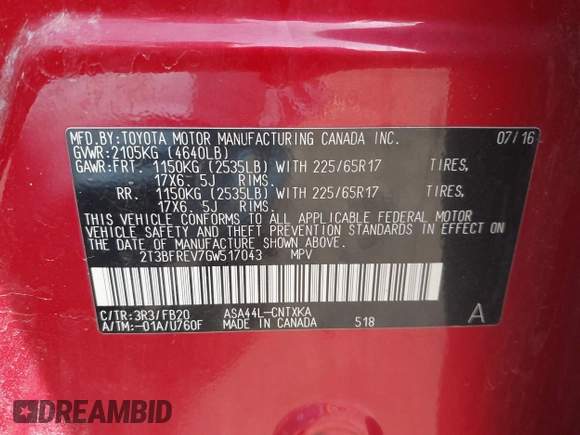 MFD.BY:TOYOTA MOTOR MANUFACTURING CANADA INC. 07/16
GVWR:2105KG (4640LB)
GAWR:FRT. 1150KG (2535LB) WITH 225/65R17 TIRES,
17X6. 5J RIMS.
RR. 1150KG (2535LB) WITH 225/65R17 TIRES,
17X6. 5J RIMS.
THIS VEHICLE CONFORMS TO ALL APPLICABLE FEDERAL MOTOR
VEHICLE SAFETY AND THEFT PREVENTION STANDARDS IN EFFECT ON
THE DATE OF MANUFACTURE SHOWN ABOVE.
2T3BFREV7GW517043 MPV
C/TR:3R3/FB20 ASA44L-CNTXKA A
A/TM:-01A/U760F MADE IN CANADA 518
DREAMBID